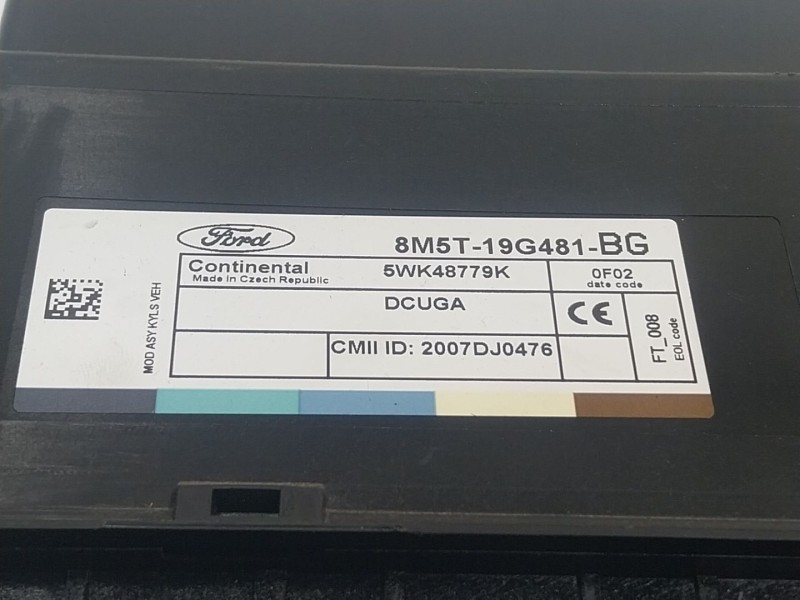 Ford
8M5T-19G481-BG
Continental
Made in Czech Republic
5WK48779K
0F02
date code
DCUGA
CE
CMII ID: 2007DJ0476
MOD ASY KYLS VEH
FT_008
EOL code